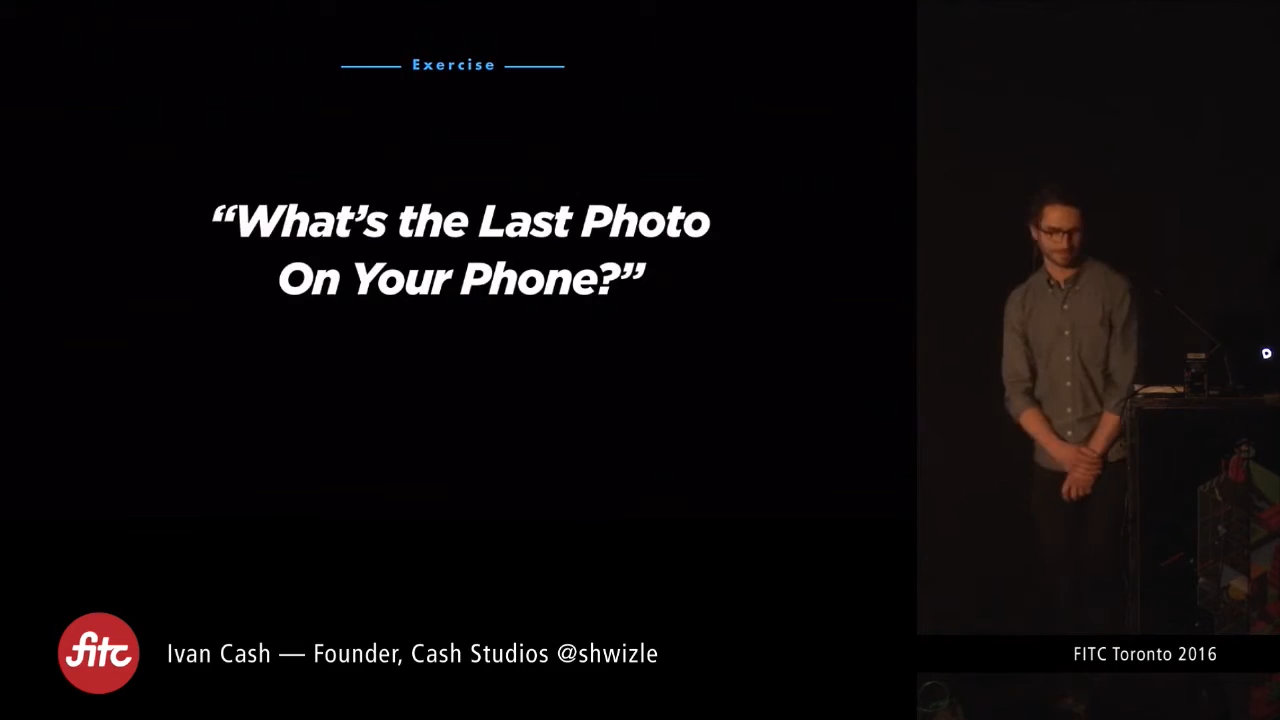 Exercise
“What’s the Last Photo
On Your Phone?”
fitc
Ivan Cash — Founder, Cash Studios @shwizle
FITC Toronto 2016